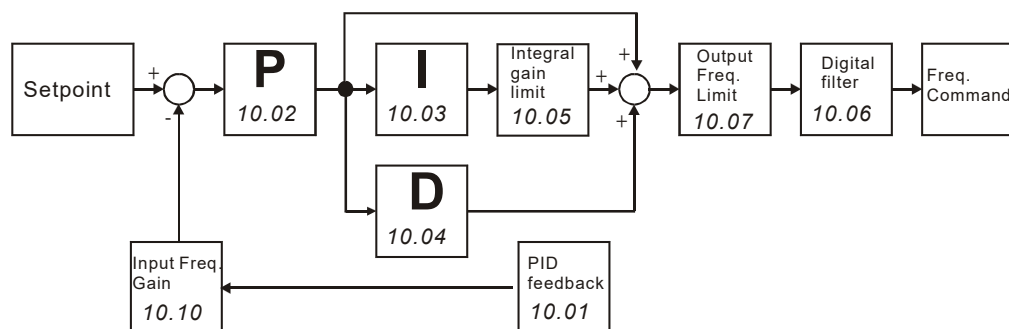 Setpoint
+
-
P
10.02
I
10.03
Integral
gain
limit
10.05
D
10.04
+
+
+
Output
Freq.
Limit
10.07
Digital
filter
10.06
Freq.
Command
Input Freq.
Gain
10.10
PID
feedback
10.01